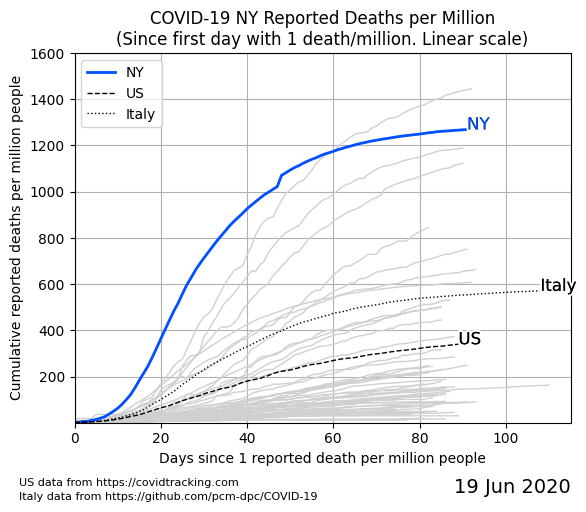 COVID-19 NY Reported Deaths per Million
(Since first day with 1 death/million. Linear scale)
Cumulative reported deaths per million people
1600
1400
1200
1000
800
600
400
200
NY
US
Italy
NY
Italy
US
0
20
40
60
80
100
Days since 1 reported death per million people
US data from https://covidtracking.com
Italy data from https://github.com/pcm-dpc/COVID-19
19 Jun 2020